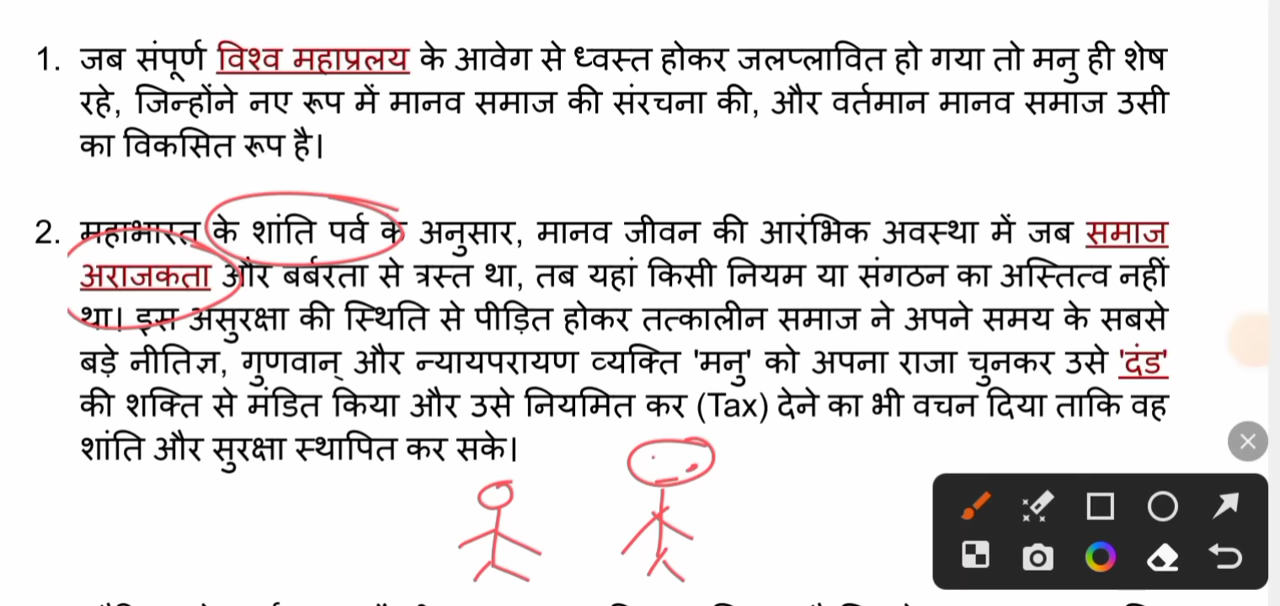 1. जब संपूर्ण विश्व महाप्रलय के आवेग से ध्वस्त होकर जलप्लावित हो गया तो मनु ही शेष
रहे, जिन्होंने नए रूप में मानव समाज की संरचना की, और वर्तमान मानव समाज उसी
का विकसित रूप है।
2. महाभारत के शांति पर्व के अनुसार, मानव जीवन की आरंभिक अवस्था में जब समाज
अराजकता और बर्बरता से त्रस्त था, तब यहां किसी नियम या संगठन का अस्तित्व नहीं
था। इस असुरक्षा की स्थिति से पीड़ित होकर तत्कालीन समाज ने अपने समय के सबसे
बड़े नीतिज्ञ, गुणवान् और न्यायपरायण व्यक्ति 'मनु' को अपना राजा चुनकर उसे 'दंड'
की शक्ति से मंडित किया और उसे नियमित कर (Tax) देने का भी वचन दिया ताकि वह
शांति और सुरक्षा स्थापित कर सके।